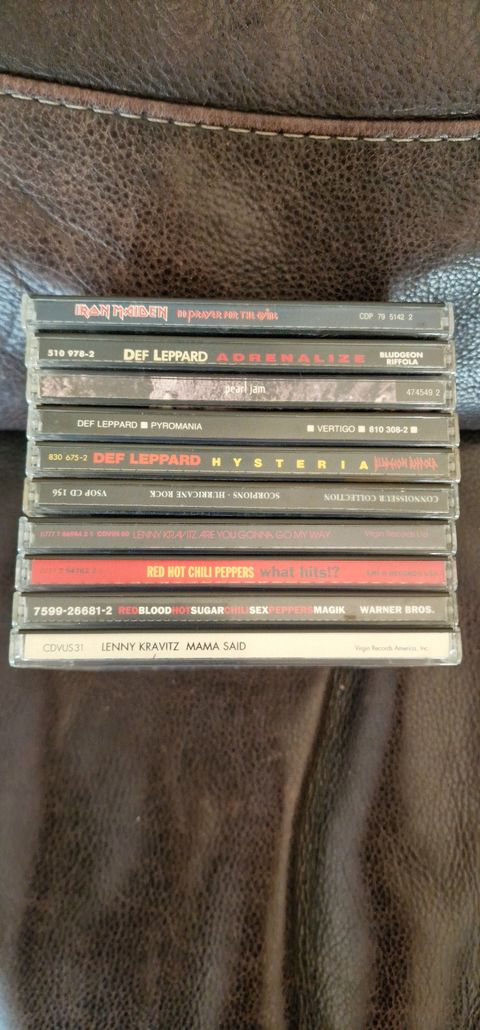 IRON MAIDEN NO PRAYER FOR THE DYING CDP 79 5142 2
510 978-2 DEF LEPPARD ADRENALIZE BLUDGEON RIFFOLA
pearl jam 474549 2
DEF LEPPARD ■ PYROMANIA ■ VERTIGO ■ 810 308-2 ■
830 675-2 DEF LEPPARD HYSTERIA BLUDGEON RIFFOLA
CONNOISSEUR COLLECTION SCORPIONS - HURRICANE ROCK VSOP CD 156
LENNY KRAVITZ ARE YOU GONNA GO MY WAY Virgin Records Ltd
RED HOT CHILI PEPPERS what hits!?
7599-26681-2 REDBLOODHOTSUGARCHILISEXPEPPERSMAGIK WARNER BROS.
CDVUS 31 LENNY KRAVITZ MAMA SAID Virgin Records America, Inc.